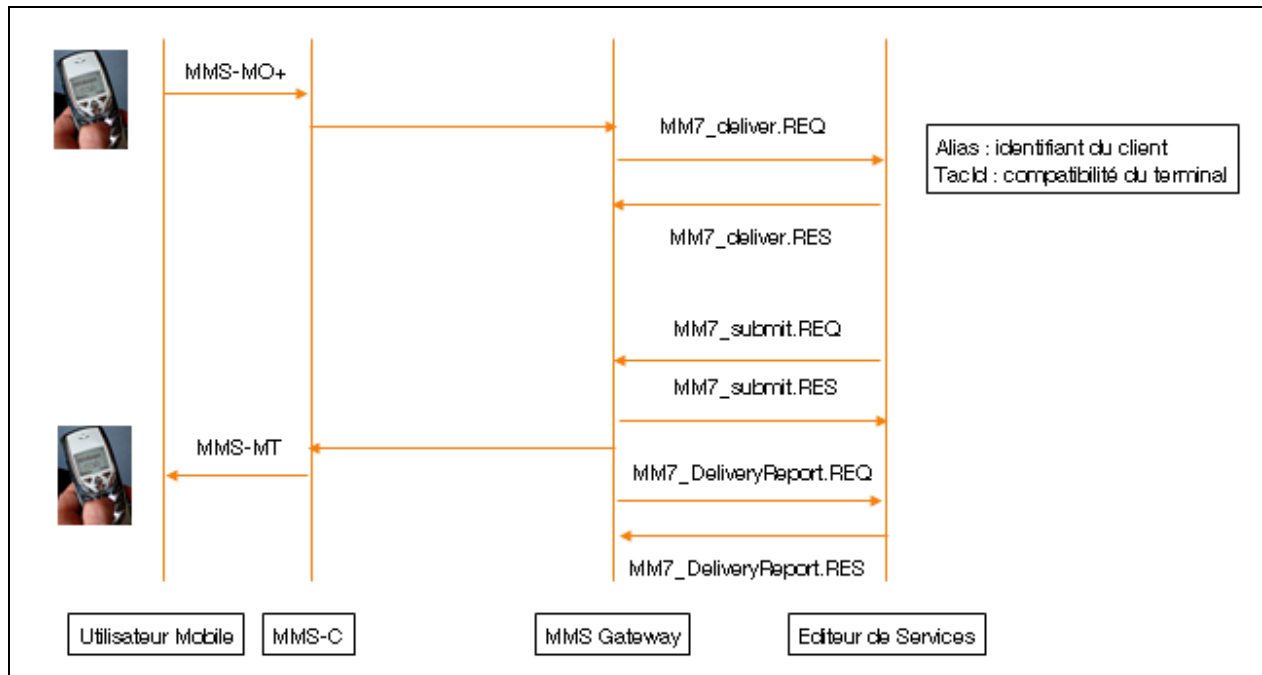 MMS-MO+
MM7_deliver.REQ
Alias : identifiant du client
TacId : compatibilité du terminal
MM7_deliver.RES
MM7_submit.REQ
MM7_submit.RES
MMS-MT
MM7_DeliveryReport.REQ
MM7_DeliveryReport.RES
Utilisateur Mobile
MMS-C
MMS Gateway
Editeur de Services